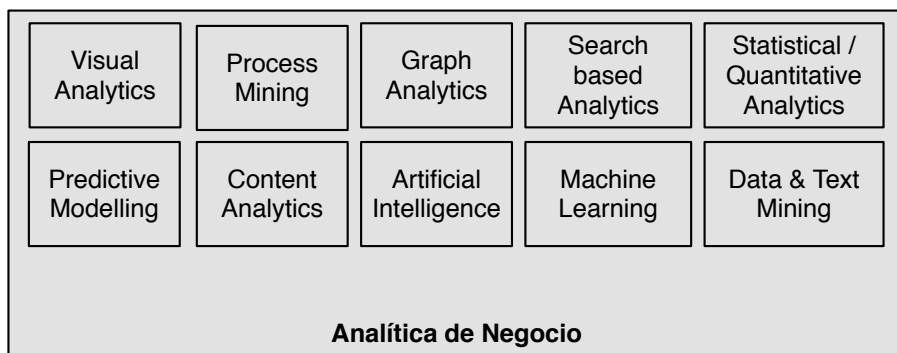 Visual
Analytics
Process
Mining
Graph
Analytics
Search
based
Analytics
Statistical /
Quantitative
Analytics
Predictive
Modelling
Content
Analytics
Artificial
Intelligence
Machine
Learning
Data & Text
Mining
Analítica de Negocio